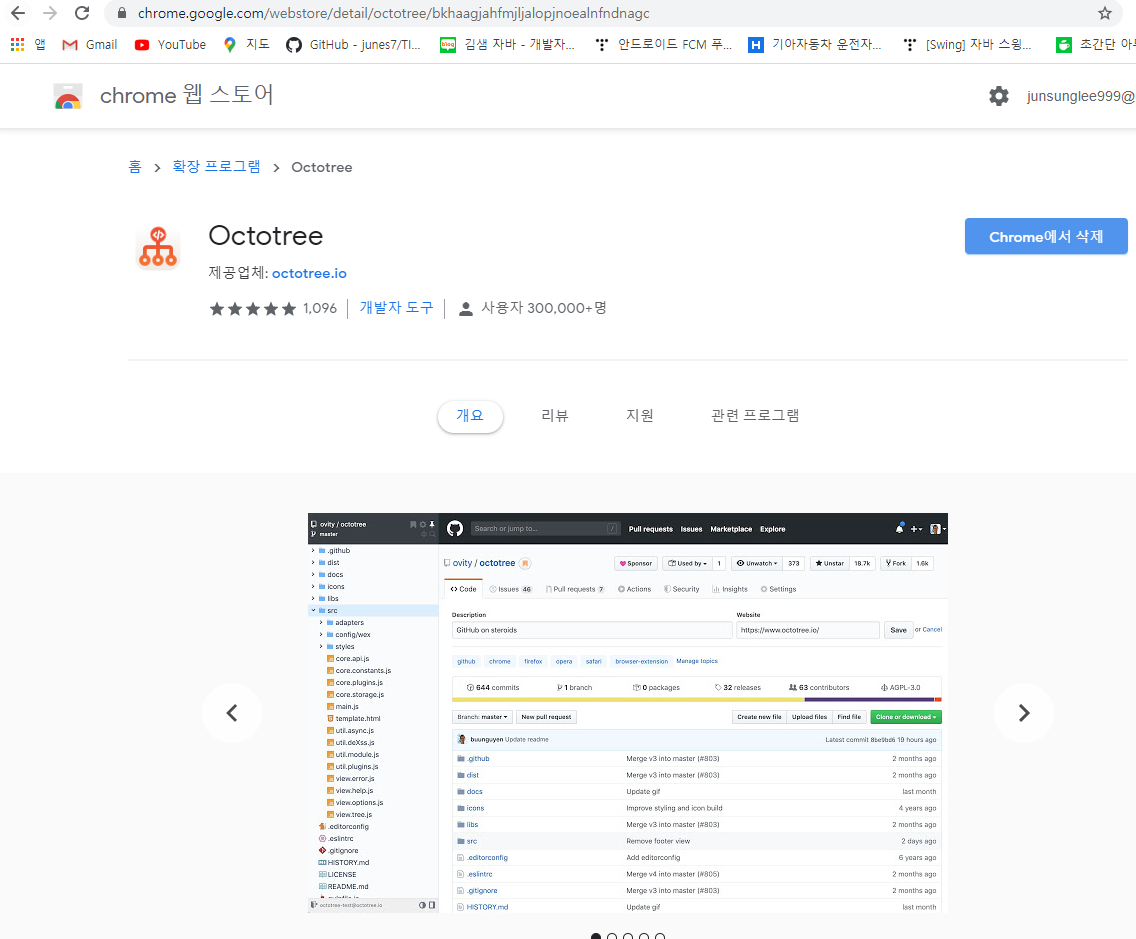 chrome.google.com/webstore/detail/octotree/bkhaagjahfmjljalopjnoealnfndnagc
앱 Gmail YouTube 지도 GitHub - junes7/TI... 김샘 자바 - 개발자... 안드로이드 FCM 푸... 기아자동차 운전자... [Swing] 자바 스윙... 초간단 아두
chrome 웹 스토어
junsunglee999@
홈 > 확장 프로그램 > Octotree
Octotree
Chrome에서 삭제
제공업체: octotree.io
1,096 개발자 도구 사용자 300,000+명
개요 리뷰 지원 관련 프로그램
ovity / octotree
master
.github
dist
docs
icons
libs
src
adapters
config/wex
styles
core.api.js
core.constants.js
core.plugins.js
core.storage.js
main.js
template.html
util.async.js
util.deXss.js
util.module.js
util.plugins.js
view.error.js
view.help.js
view.options.js
view.tree.js
.editorconfig
.eslintrc
.gitignore
HISTORY.md
LICENSE
README.md
octotree-test@octotree.io
Search or jump to... / Pull requests Issues Marketplace Explore
ovity / octotree Sponsor Used by 1 Unwatch 373 Unstar 18.7k Fork 1.6k
Code Issues 46 Pull requests 7 Actions Security Insights Settings
Description Website
GitHub on steroids https://www.octotree.io/ Save or Cancel
github chrome firefox opera safari browser-extension Manage topics
644 commits 1 branch 0 packages 32 releases 63 contributors AGPL-3.0
Branch: master New pull request Create new file Upload files Find file Clone or download
buunguyen Update readme Latest commit 8be9bd6 19 hours ago
.github Merge v3 into master (#803) 2 months ago
dist Merge v3 into master (#803) 2 months ago
docs Update gif last month
icons Improve styling and icon build 4 years ago
libs Merge v3 into master (#803) 2 months ago
src Remove footer view 2 days ago
.editorconfig Add editorconfig 6 years ago
.eslintrc Merge v4 into master (#805) 2 months ago
.gitignore Merge v3 into master (#803) 2 months ago
HISTORY.md Update gif last month